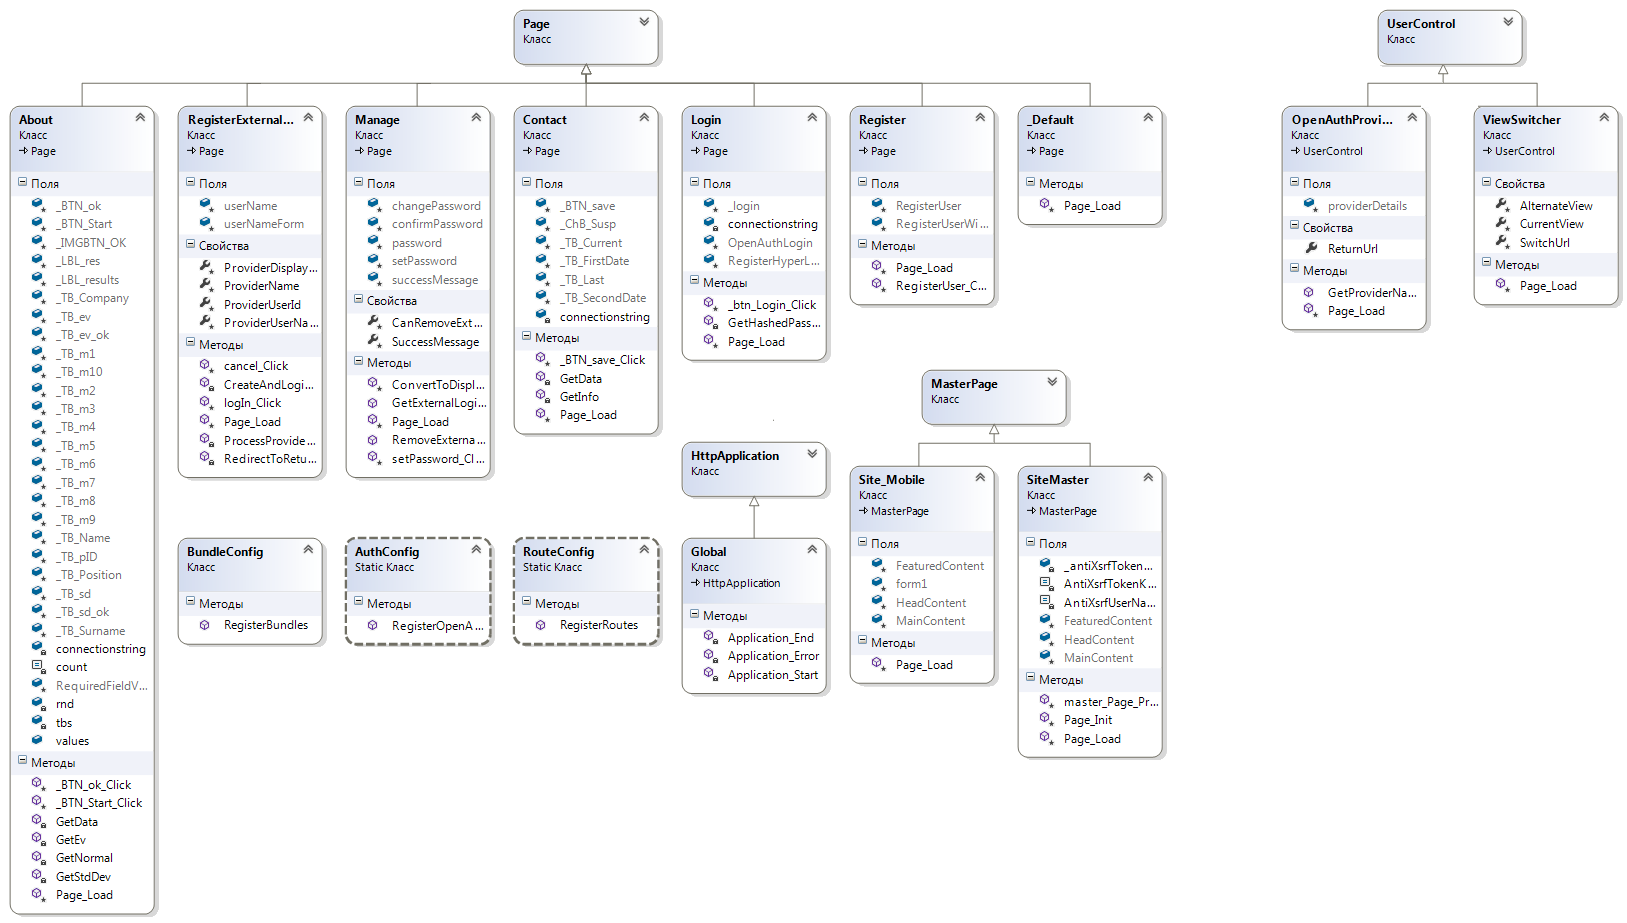 Page
Класс
UserControl
Класс
About
Класс
Page
Поля
_BTN_ok
_BTN_Start
_IMGBTN_OK
_LBL_res
_LBL_results
_TB_Company
_TB_ev
_TB_ev_ok
_TB_m1
_TB_m10
_TB_m2
_TB_m3
_TB_m4
_TB_m5
_TB_m6
_TB_m7
_TB_m8
_TB_m9
_TB_Name
_TB_pID
_TB_Position
_TB_sd
_TB_sd_ok
_TB_Surname
connectionstring
count
RequiredFieldV...
rnd
tbs
values
Методы
_BTN_ok_Click
_BTN_Start_Click
GetData
GetEv
GetNormal
GetStdDev
Page_Load
RegisterExternal...
Класс
Page
Поля
userName
userNameForm
Свойства
ProviderDisplay...
ProviderName
ProviderUserId
ProviderUserNa...
Методы
cancel_Click
CreateAndLogi...
logIn_Click
Page_Load
ProcessProvide...
RedirectToRetu...
Manage
Класс
Page
Поля
changePassword
confirmPassword
password
setPassword
successMessage
Свойства
CanRemoveExt...
SuccessMessage
Методы
ConvertToDispl...
GetExternalLogi...
Page_Load
RemoveExterna...
setPassword_Cl...
Contact
Класс
Page
Поля
_BTN_save
_ChB_Susp
_TB_Current
_TB_FirstDate
_TB_Last
_TB_SecondDate
connectionstring
Методы
_BTN_save_Click
GetData
GetInfo
Page_Load
Login
Класс
Page
Поля
_login
connectionstring
OpenAuthLogin
RegisterHyperL...
Методы
_btn_Login_Click
GetHashedPass...
Page_Load
Register
Класс
Page
Поля
RegisterUser
RegisterUserWi...
Методы
Page_Load
RegisterUser_C...
_Default
Класс
Page
Методы
Page_Load
OpenAuthProvi...
Класс
UserControl
Поля
providerDetails
Свойства
ReturnUrl
Методы
GetProviderNa...
Page_Load
ViewSwitcher
Класс
UserControl
Свойства
AlternateView
CurrentView
SwitchUrl
Методы
Page_Load
MasterPage
Класс
HttpApplication
Класс
Site_Mobile
Класс
MasterPage
Поля
FeaturedContent
form1
HeadContent
MainContent
Методы
Page_Load
SiteMaster
Класс
MasterPage
Поля
_antiXsrfToken...
AntiXsrfTokenK...
AntiXsrfUserNa...
FeaturedContent
HeadContent
MainContent
Методы
master_Page_Pr...
Page_Init
Page_Load
BundleConfig
Класс
Методы
RegisterBundles
AuthConfig
Static Класс
Методы
RegisterOpenA...
RouteConfig
Static Класс
Методы
RegisterRoutes
Global
Класс
HttpApplication
Методы
Application_End
Application_Error
Application_Start